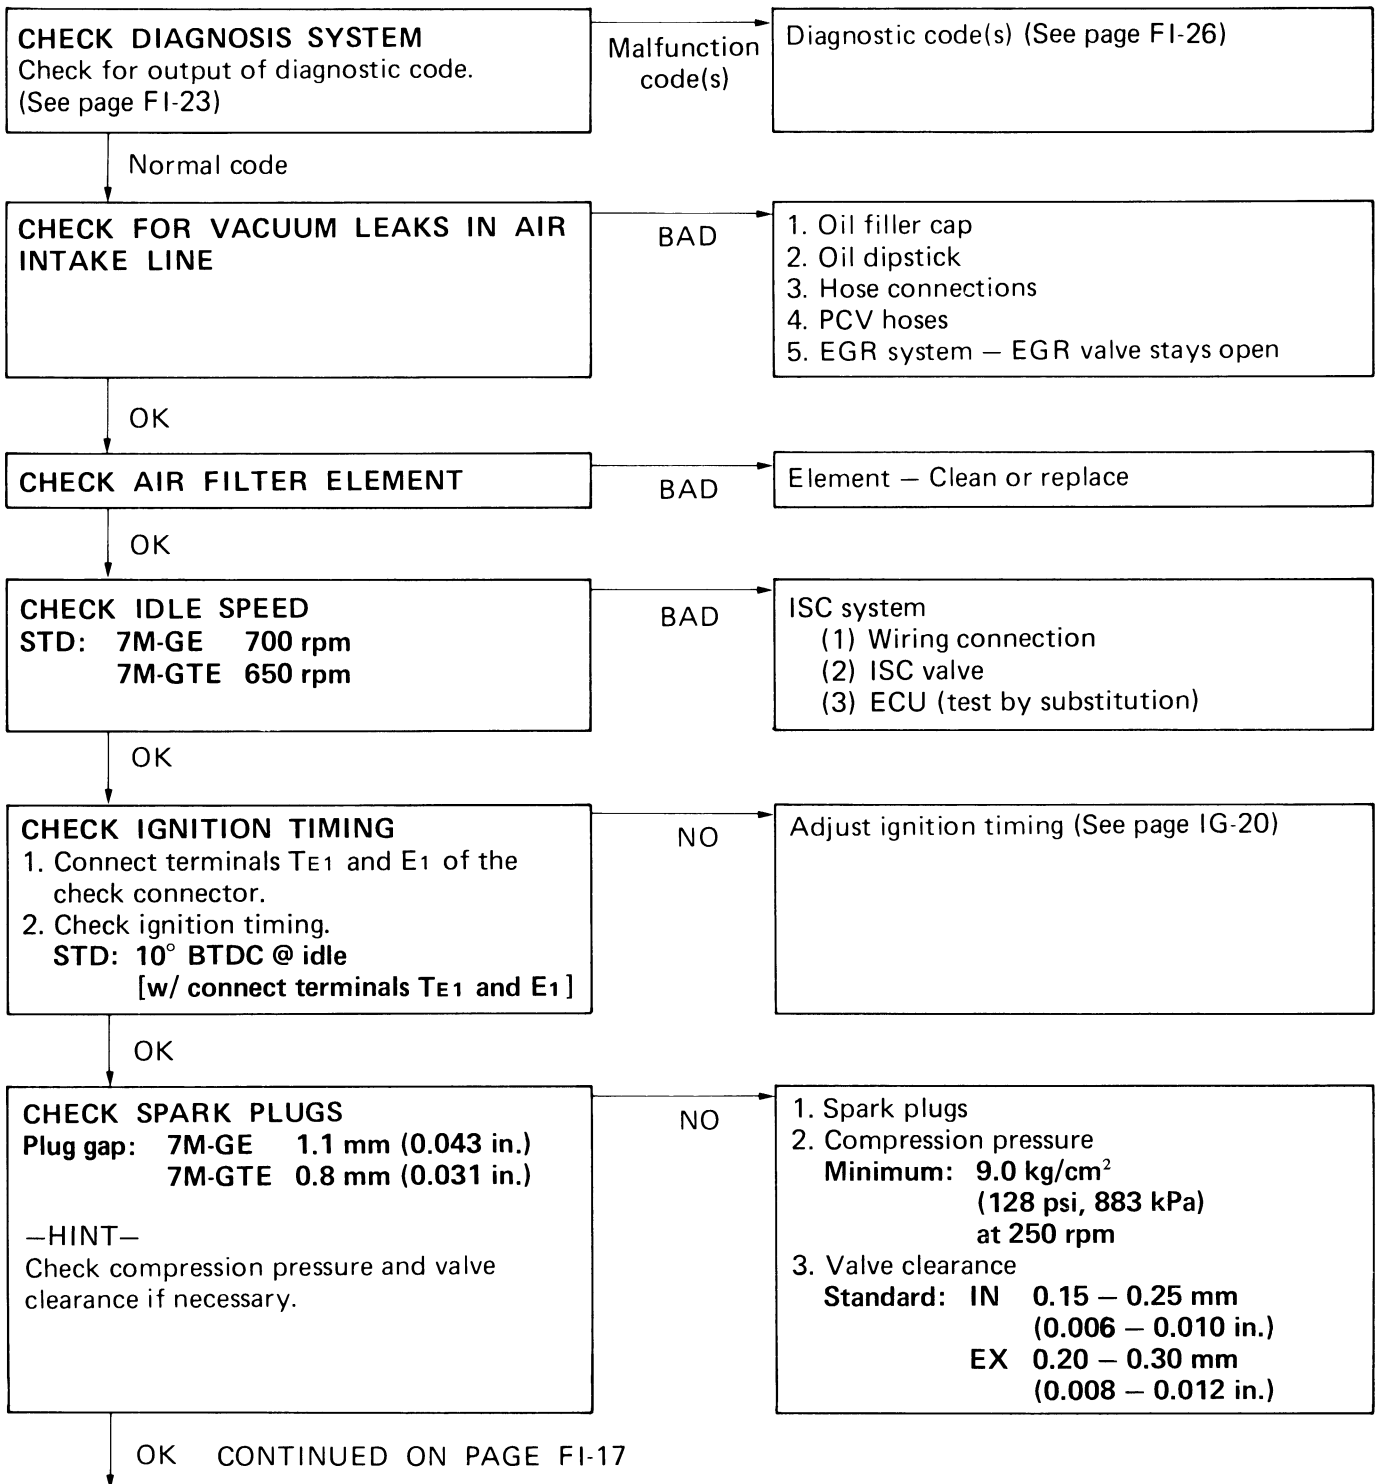 CHECK DIAGNOSIS SYSTEM
Check for output of diagnostic code.
(See page FI-23)
Malfunction
code(s)
Diagnostic code(s) (See page FI-26)
Normal code
CHECK FOR VACUUM LEAKS IN AIR
INTAKE LINE
BAD
1. Oil filler cap
2. Oil dipstick
3. Hose connections
4. PCV hoses
5. EGR system — EGR valve stays open
OK
CHECK AIR FILTER ELEMENT
BAD
Element — Clean or replace
OK
CHECK IDLE SPEED
STD: 7M-GE 700 rpm
7M-GTE 650 rpm
BAD
ISC system
(1) Wiring connection
(2) ISC valve
(3) ECU (test by substitution)
OK
CHECK IGNITION TIMING
1. Connect terminals TE1 and E1 of the
check connector.
2. Check ignition timing.
STD: 10° BTDC @ idle
[w/ connect terminals TE1 and E1]
NO
Adjust ignition timing (See page IG-20)
OK
CHECK SPARK PLUGS
Plug gap: 7M-GE 1.1 mm (0.043 in.)
7M-GTE 0.8 mm (0.031 in.)
—HINT—
Check compression pressure and valve
clearance if necessary.
NO
1. Spark plugs
2. Compression pressure
Minimum: 9.0 kg/cm²
(128 psi, 883 kPa)
at 250 rpm
3. Valve clearance
Standard: IN 0.15 — 0.25 mm
(0.006 — 0.010 in.)
EX 0.20 — 0.30 mm
(0.008 — 0.012 in.)
OK CONTINUED ON PAGE FI-17